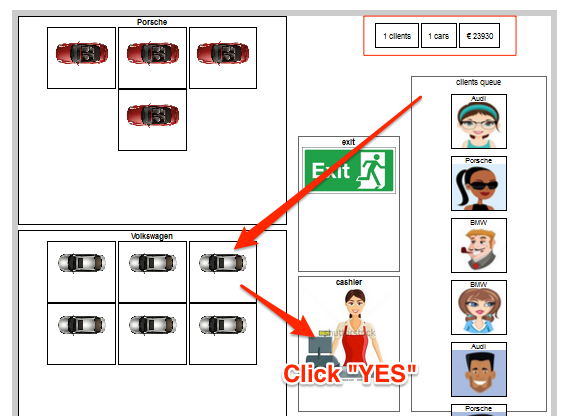 Porsche
1 clients
1 cars
€ 23930
clients queue
Audi
exit
Exit
Porsche
Volkswagen
BMW
cashier
BMW
Click "YES"
Audi
Porsche